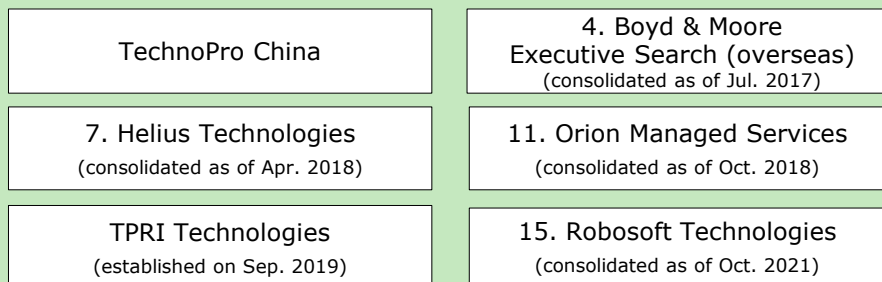 TechnoPro China
4. Boyd & Moore
Executive Search (overseas)
(consolidated as of Jul. 2017)
7. Helius Technologies
(consolidated as of Apr. 2018)
11. Orion Managed Services
(consolidated as of Oct. 2018)
TPRI Technologies
(established on Sep. 2019)
15. Robosoft Technologies
(consolidated as of Oct. 2021)